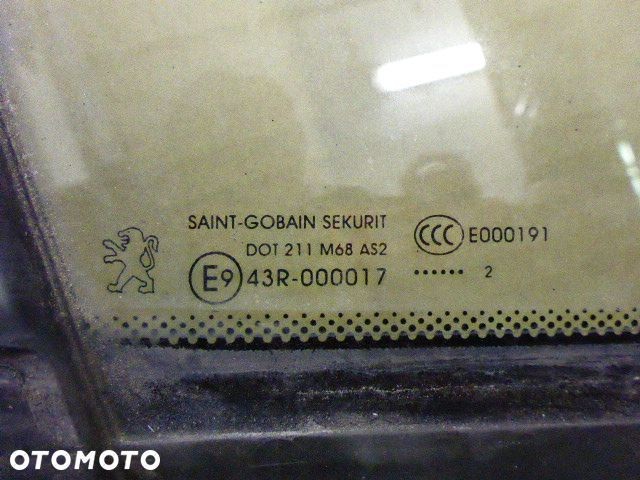 SAINT-GOBAIN SEKURIT
DOT 211 M68 AS2
E9 43R-000017
CCC E000191
...... 2
OTOMOTO